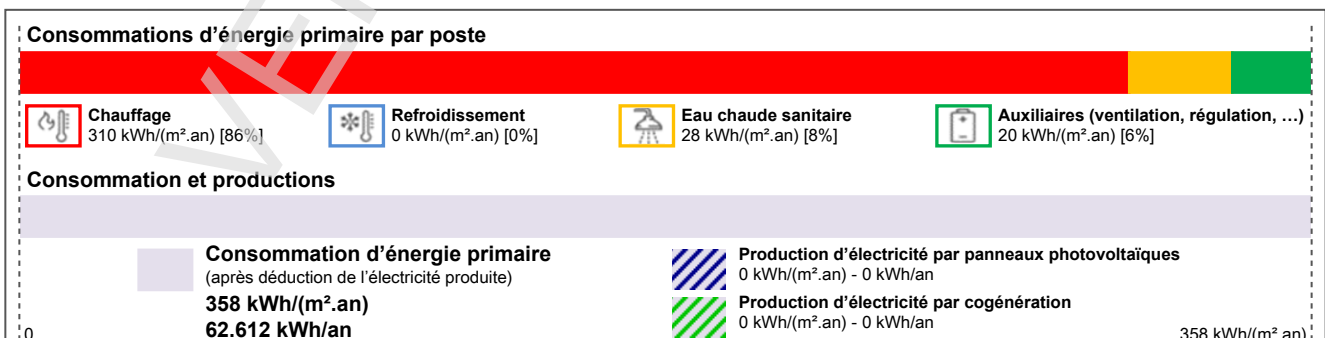 Consommations d'énergie primaire par poste
Chauffage
310 kWh/(m².an) [86%]
Refroidissement
0 kWh/(m².an) [0%]
Eau chaude sanitaire
28 kWh/(m².an) [8%]
Auxiliaires (ventilation, régulation, …)
20 kWh/(m².an) [6%]
Consommation et productions
Consommation d'énergie primaire
(après déduction de l'électricité produite)
358 kWh/(m².an)
62.612 kWh/an
Production d'électricité par panneaux photovoltaïques
0 kWh/(m².an) - 0 kWh/an
Production d'électricité par cogénération
0 kWh/(m².an) - 0 kWh/an
0
358 kWh/(m².an)